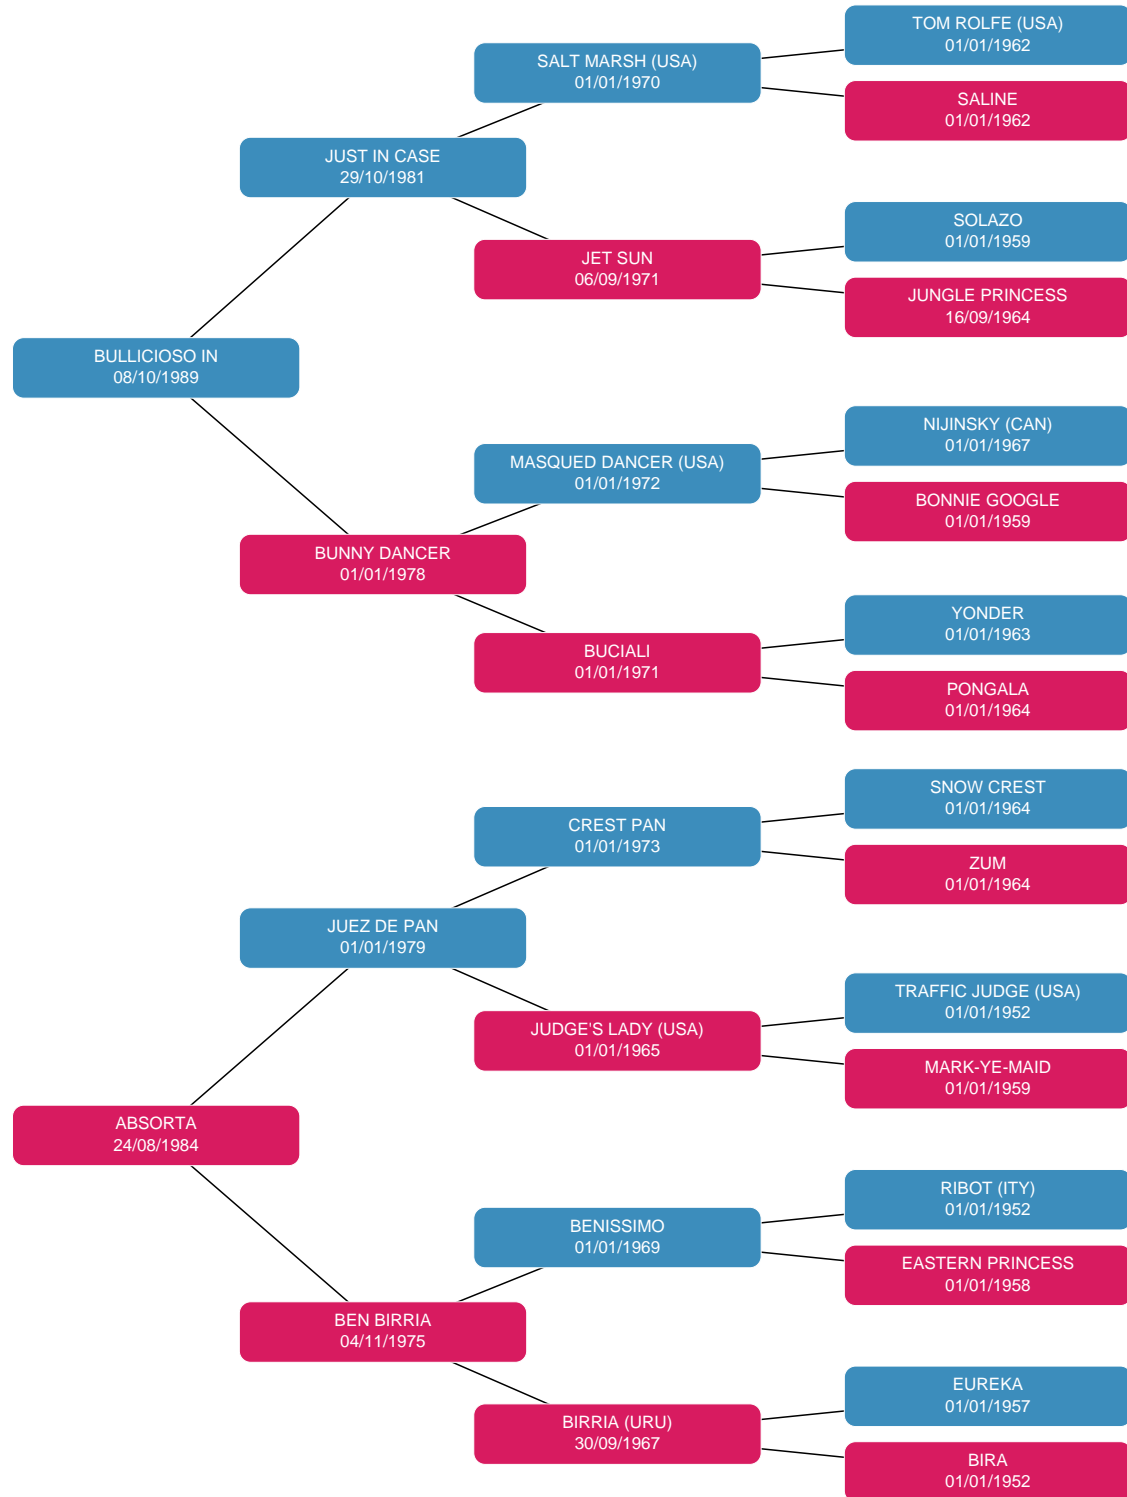 TOM ROLFE (USA)
01/01/1962
SALT MARSH (USA)
01/01/1970
SALINE
01/01/1962
JUST IN CASE
29/10/1981
SOLAZO
01/01/1959
JET SUN
06/09/1971
JUNGLE PRINCESS
16/09/1964
BULLICIOSO IN
08/10/1989
NIJINSKY (CAN)
01/01/1967
MASQUED DANCER (USA)
01/01/1972
BONNIE GOOGLE
01/01/1959
BUNNY DANCER
01/01/1978
YONDER
01/01/1963
BUCIALI
01/01/1971
PONGALA
01/01/1964
SNOW CREST
01/01/1964
CREST PAN
01/01/1973
ZUM
01/01/1964
JUEZ DE PAN
01/01/1979
TRAFFIC JUDGE (USA)
01/01/1952
JUDGE'S LADY (USA)
01/01/1965
MARK-YE-MAID
01/01/1959
ABSORTA
24/08/1984
RIBOT (ITY)
01/01/1952
BENISSIMO
01/01/1969
EASTERN PRINCESS
01/01/1958
BEN BIRRIA
04/11/1975
EUREKA
01/01/1957
BIRRIA (URU)
30/09/1967
BIRA
01/01/1952